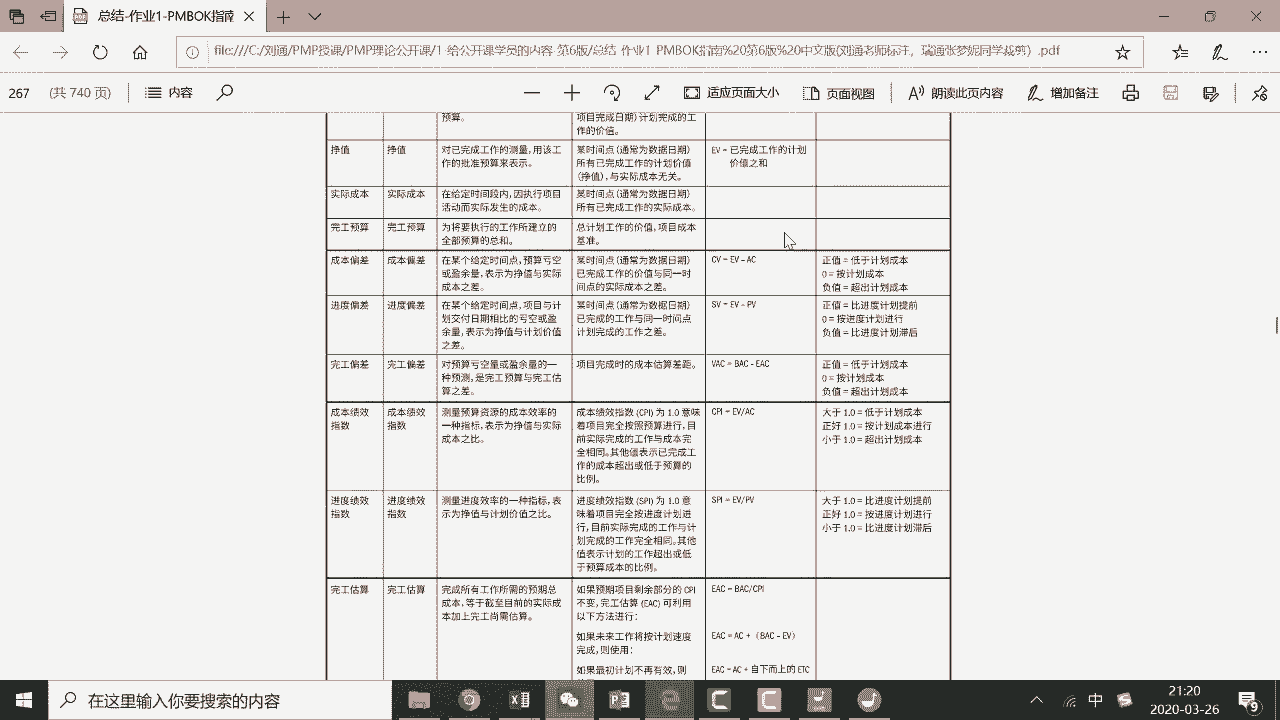 总结-作业1-PMBOK指南
file:///C:/刘通/PMP授课/PMP理论公开课/1-给公开课学员的内容-第6版/总结-作业1-PMBOK指南%20第6版%20中文版(刘通老师标注，瑞通张梦妮同学裁剪）.pdf
267 (共 740 页) 内容 适应页面大小 页面视图 朗读此页内容 增加备注
预算。 项目完成日期) 计划完成的工
作的价值。
挣值 挣值 对已完成工作的测量, 用该工 某时间点 (通常为数据日期) EV = 已完成工作的计划
作的批准预算来表示。 所有已完成工作的计划价值 价值之和
(挣值), 与实际成本无关。
实际成本 实际成本 在给定时间段内, 因执行项目 某时间点 (通常为数据日期)
活动而实际发生的成本。 所有已完成工作的实际成本。
完工预算 完工预算 为将要执行的工作所建立的 总计划工作的价值, 项目成本
全部预算的总和。 基准。
成本偏差 成本偏差 在某个给定时间点, 预算亏空 某时间点 (通常为数据日期) CV = EV – AC 正值 = 低于计划成本
或盈余量, 表示为挣值与实际 已完成工作的价值与同一时 0 = 按计划成本
成本之差。 间点的实际成本之差。 负值 = 超出计划成本
进度偏差 进度偏差 在某个给定时间点, 项目与计 某时间点 (通常为数据日期) SV = EV – PV 正值 = 比进度计划提前
划交付日期相比的亏空或盈 已完成的工作与同一时间点 0 = 按进度计划进行
余量, 表示为挣值与计划价值 计划完成的工作之差。 负值 = 比进度计划滞后
之差。
完工偏差 完工偏差 对预算亏空量或盈余量的一 项目完成时的成本估算差距。 VAC = BAC – EAC 正值 = 低于计划成本
种预测, 是完工预算与完工估 0 = 按计划成本
算之差。 负值 = 超出计划成本
成本绩效 成本绩效 测量预算资源的成本效率的 成本绩效指数 (CPI) 为 1.0 意味 CPI = EV/AC 大于 1.0 = 低于计划成本
指数 指数 一种指标, 表示为挣值与实际 着项目完全按照预算进行, 目 正好 1.0 = 按计划成本进行
成本之比。 前实际完成的工作与成本完 小于 1.0 = 超出计划成本
全相同。其他值表示已完成工
作的成本超出或低于预算的
比例。
进度绩效 进度绩效 测量进度效率的一种指标, 表 进度绩效指数 (SPI) 为 1.0 意 SPI = EV/PV 大于 1.0 = 比进度计划提前
指数 指数 示为挣值与计划价值之比。 味着项目完全按进度计划进 正好 1.0 = 按进度计划进行
行, 目前实际完成的工作与计 小于 1.0 = 比进度计划滞后
划完成的工作完全相同。其他
值表示计划的工作超出或低
于预算成本的比例。
完工估算 完工估算 完成所有工作所需的预期总 如果预期项目剩余部分的 CPI EAC = BAC/CPI
成本, 等于截至目前的实际成 不变, 完工估算 (EAC) 可利用
本加上完工尚需估算。 以下方法进行：
如果未来工作将按计划速度 EAC = AC + （BAC – EV）
完成, 则使用：
如果最初计划不再有效, 则 EAC = AC + 自下而上的 ETC
在这里输入你要搜索的内容 中 21:20
2020-03-26 9